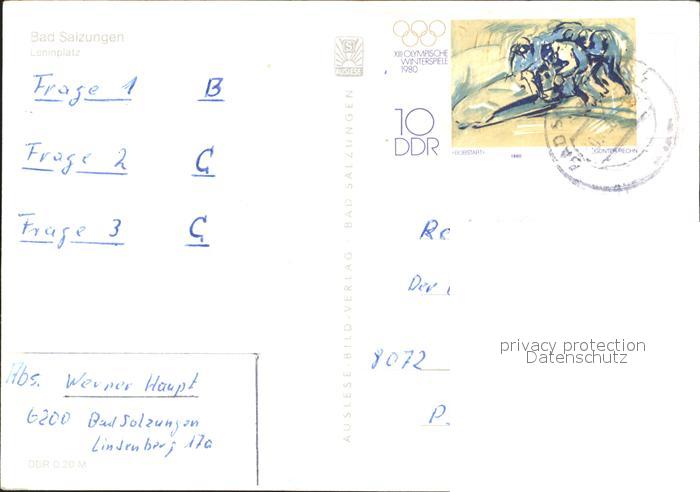 Bad Salzungen
Leninplatz
Frage 1 B
Frage 2 C
Frage 3 C
Abs. Werner Haupt
6200 Bad Salzungen
Lindenberg 17a
DDR 0.20 M
AUSLESE-BILD-VERLAG · BAD SALZUNGEN
AUSLESE
XIII. OLYMPISCHE
WINTERSPIELE
1980
10
DDR
>BOBSTART<
1980
GÜNTER RECHN
BAD S
Der
8072
privacy protection
Datenschutz